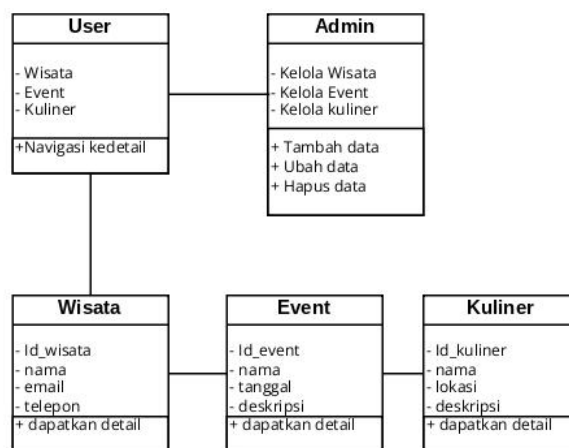 User
- Wisata
- Event
- Kuliner
+Navigasi kedetail
Admin
- Kelola Wisata
- Kelola Event
- Kelola kuliner
+ Tambah data
+ Ubah data
+ Hapus data
Wisata
- Id_wisata
- nama
- email
- telepon
+ dapatkan detail
Event
- Id_event
- nama
- tanggal
- deskripsi
+ dapatkan detail
Kuliner
- Id_kuliner
- nama
- lokasi
- deskripsi
+ dapatkan detail